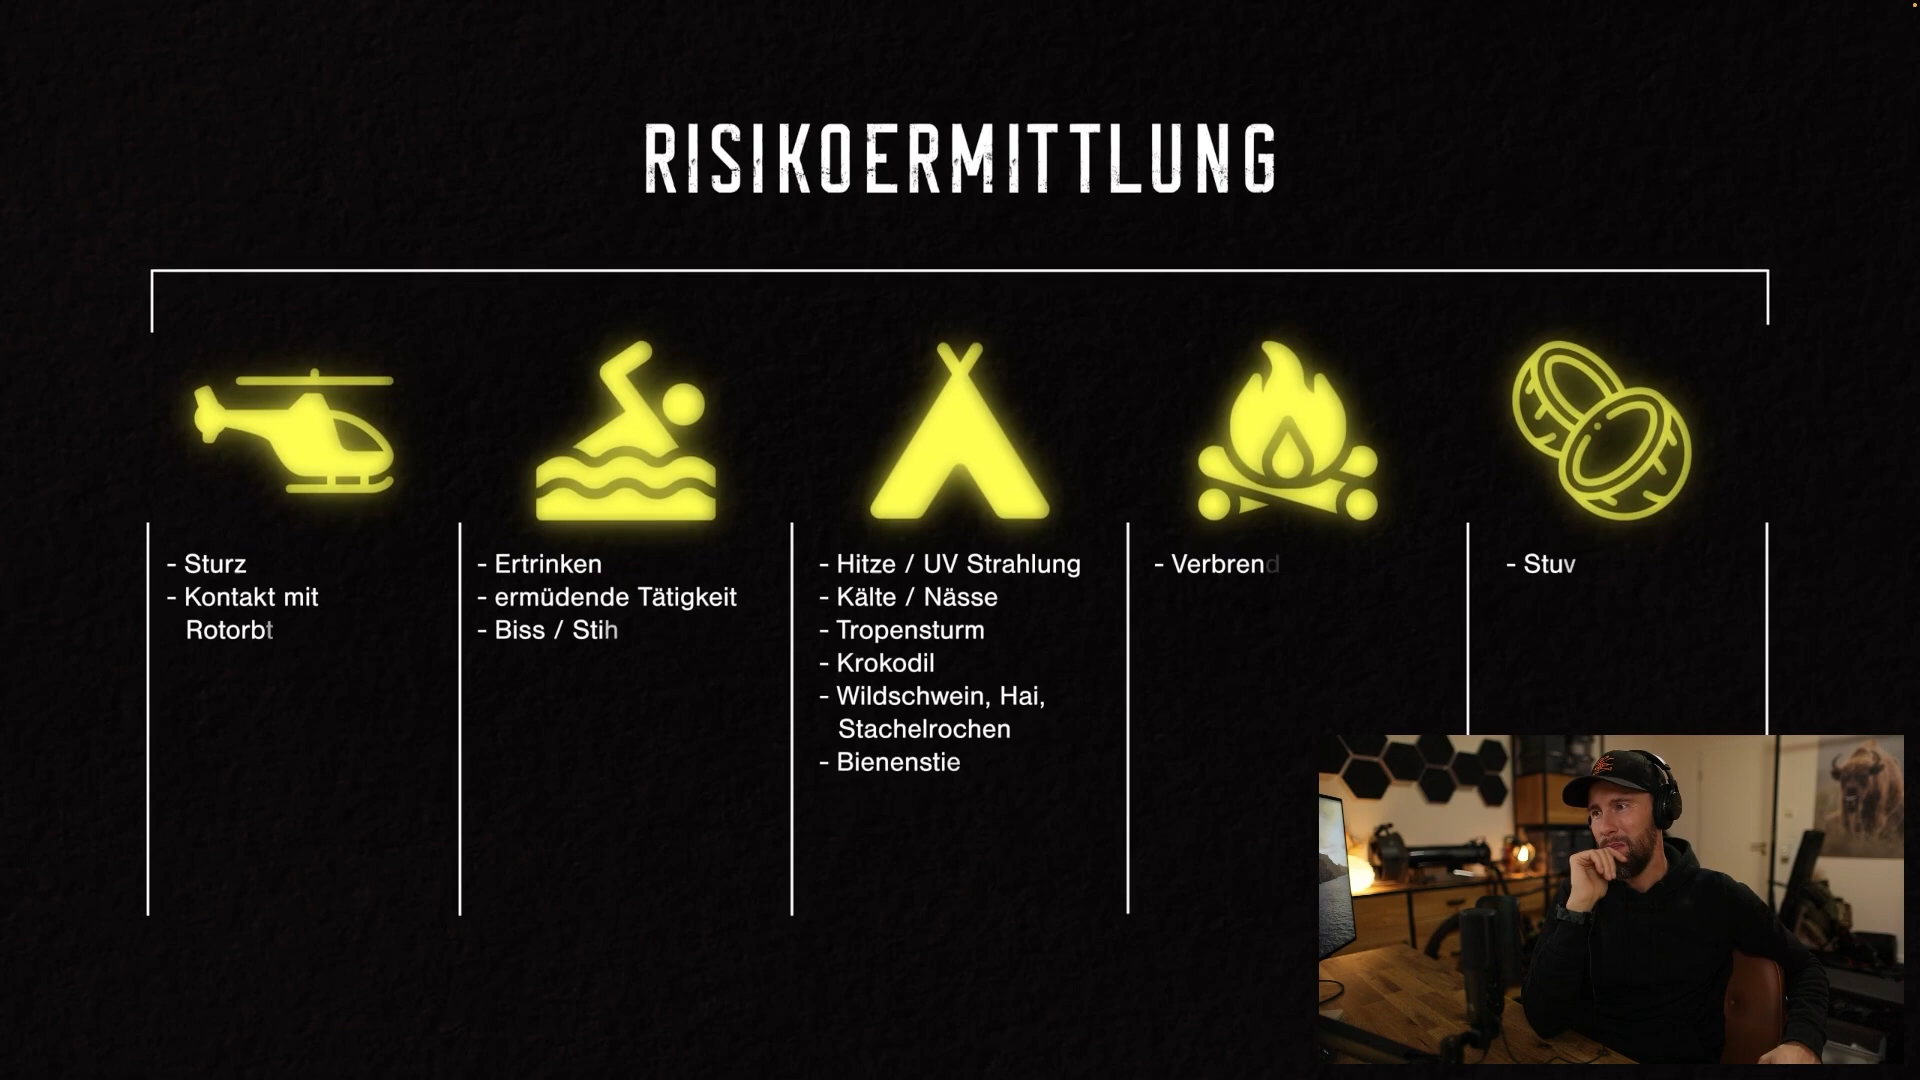 RISIKOERMITTLUNG
- Sturz
- Kontakt mit
Rotorbt
- Ertrinken
- ermüdende Tätigkeit
- Biss / Stih
- Hitze / UV Strahlung
- Kälte / Nässe
- Tropensturm
- Krokodil
- Wildschwein, Hai,
Stachelrochen
- Bienenstie
- Verbrend
- Stuv